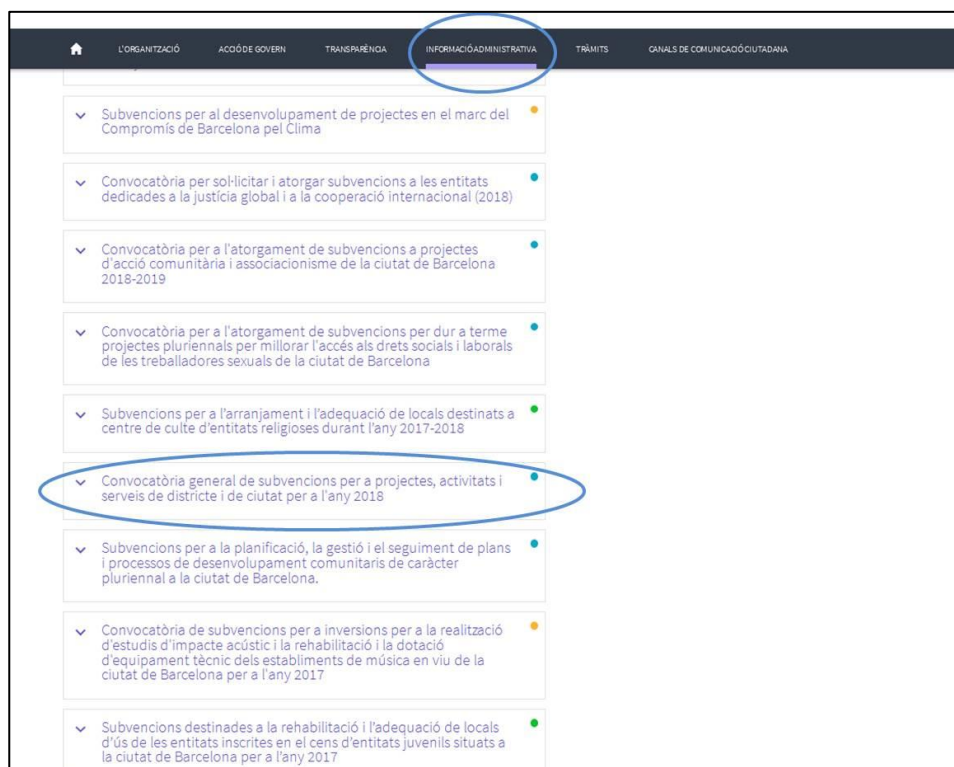 L'ORGANITZACIÓ ACCIÓ DE GOVERN TRANSPARÈNCIA INFORMACIÓ ADMINISTRATIVA TRÀMITS CANALS DE COMUNICACIÓ CIUTADANA
Subvencions per al desenvolupament de projectes en el marc del
Compromís de Barcelona pel Clima
Convocatòria per sol·licitar i atorgar subvencions a les entitats
dedicades a la justícia global i a la cooperació internacional (2018)
Convocatòria per a l'atorgament de subvencions a projectes
d'acció comunitària i associacionisme de la ciutat de Barcelona
2018-2019
Convocatòria per a l'atorgament de subvencions per dur a terme
projectes pluriennals per millorar l'accés als drets socials i laborals
de les treballadores sexuals de la ciutat de Barcelona
Subvencions per a l'arranjament i l'adequació de locals destinats a
centre de culte d'entitats religioses durant l'any 2017-2018
Convocatòria general de subvencions per a projectes, activitats i
serveis de districte i de ciutat per a l'any 2018
Subvencions per a la planificació, la gestió i el seguiment de plans
i processos de desenvolupament comunitaris de caràcter
pluriennal a la ciutat de Barcelona.
Convocatòria de subvencions per a inversions per a la realització
d'estudis d'impacte acústic i la rehabilitació i la dotació
d'equipament tècnic dels establiments de música en viu de la
ciutat de Barcelona per a l'any 2017
Subvencions destinades a la rehabilitació i l'adequació de locals
d'ús de les entitats inscrites en el cens d'entitats juvenils situats a
la ciutat de Barcelona per a l'any 2017